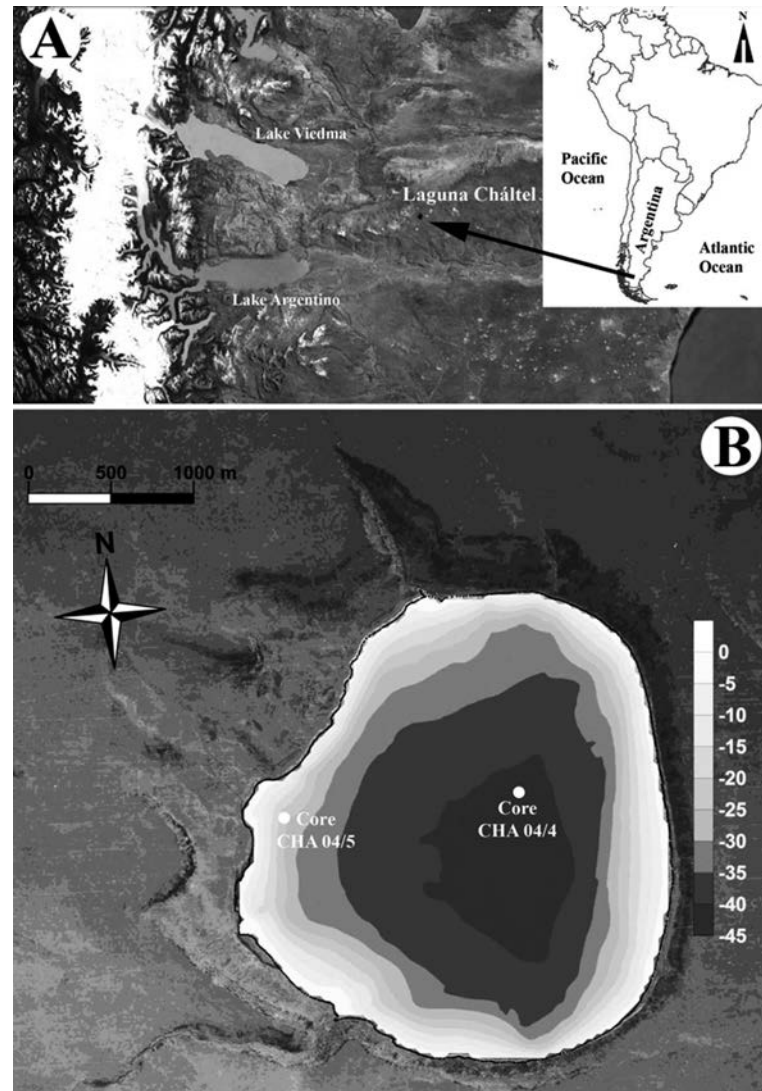 A
Lake Viedma
Laguna Cháltel
Lake Argentino
N
Pacific
Ocean
Argentina
Atlantic
Ocean
B
0 500 1000 m
N
0
-5
-10
-15
-20
-25
-30
-35
-40
-45
Core
CHA 04/5
Core
CHA 04/4